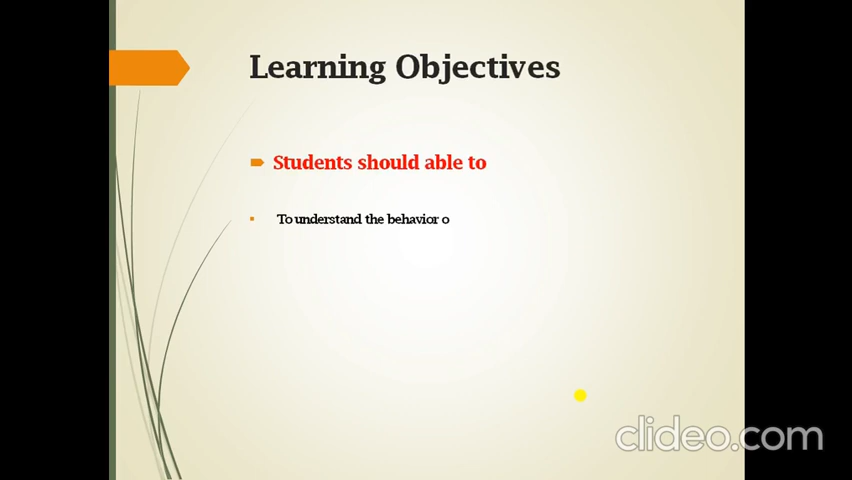 Learning Objectives
Students should able to
To understand the behavior o
clideo.com